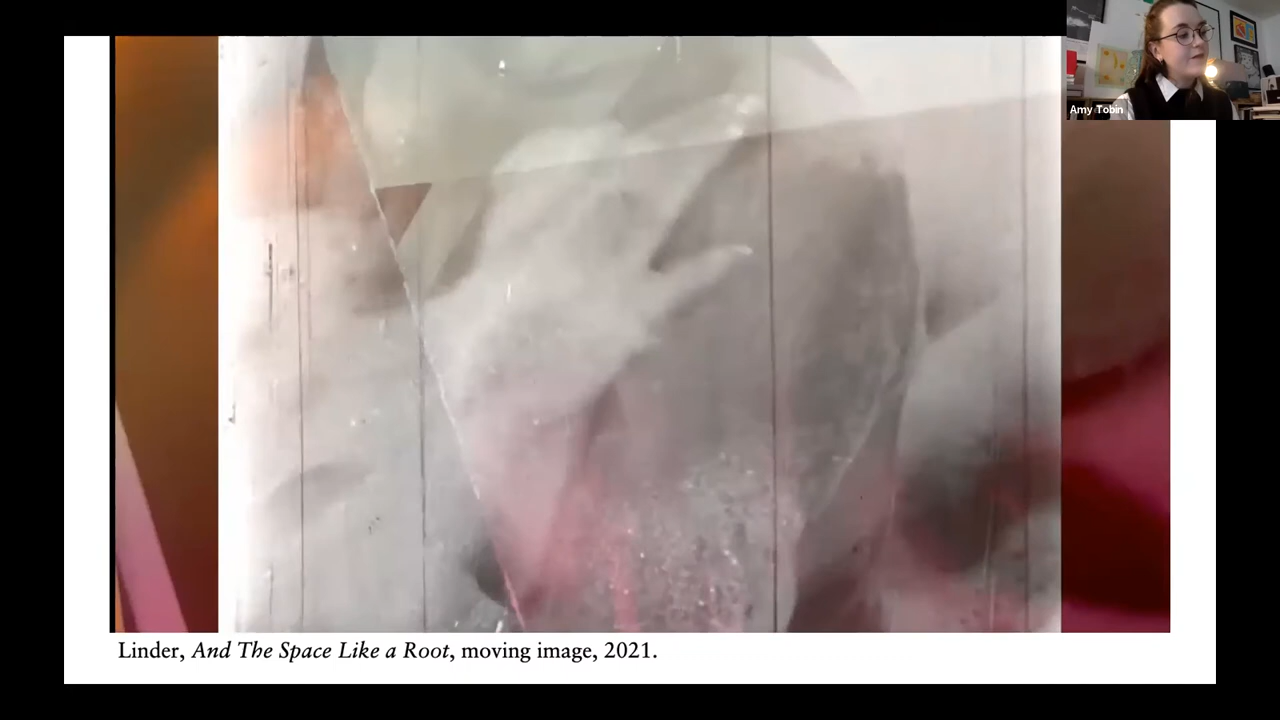 Amy Tobin
Linder, And The Space Like a Root, moving image, 2021.